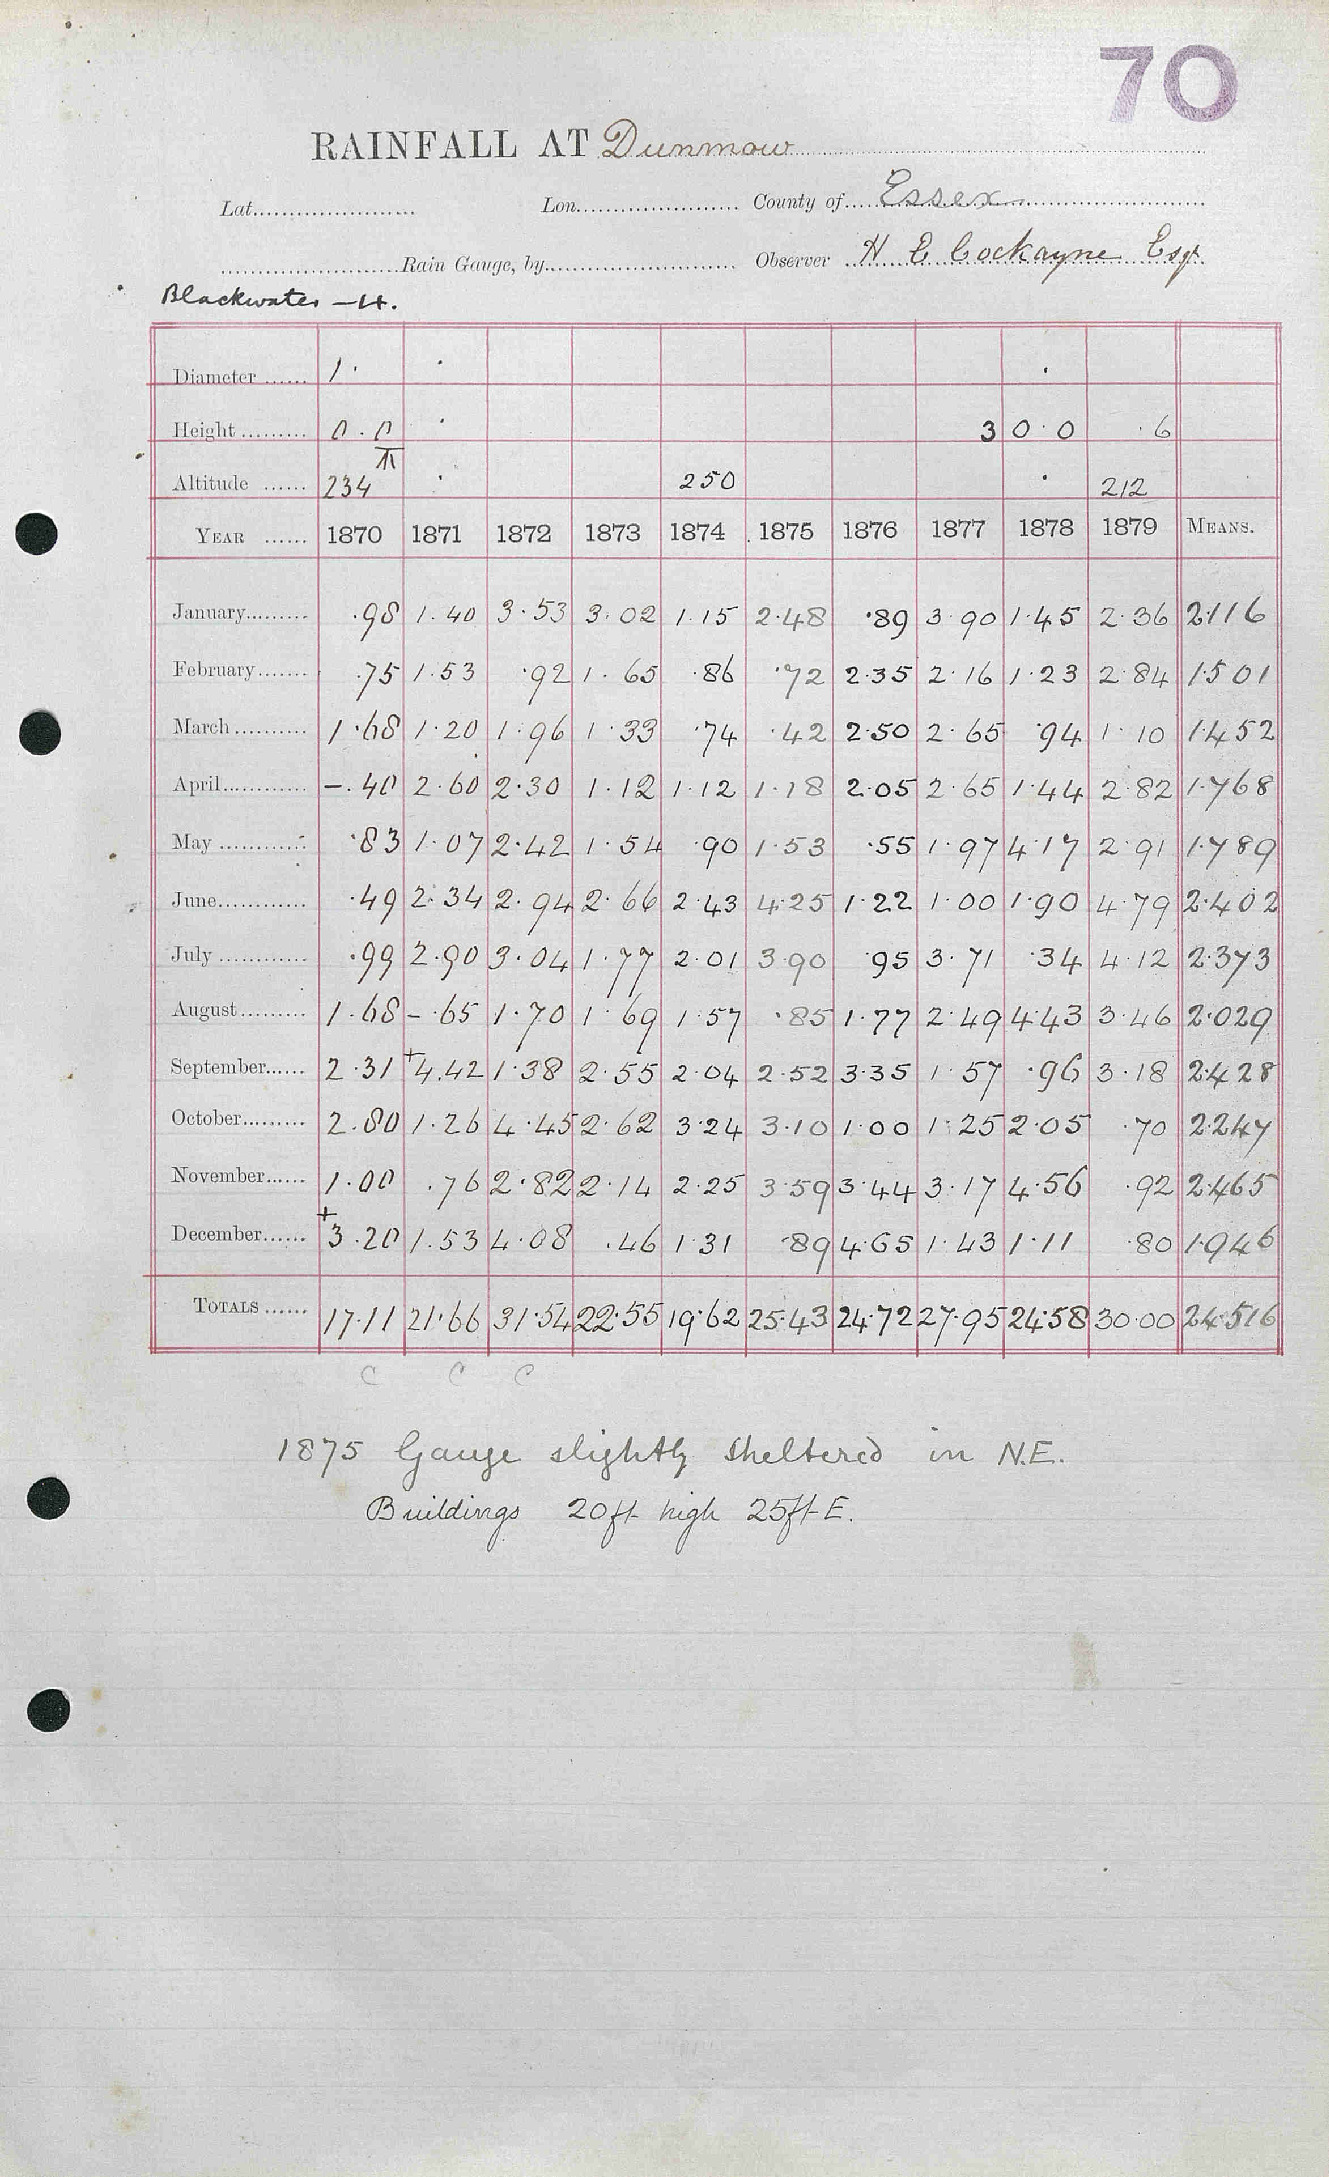 70
RAINFALL AT Dunmow
Lat. Lon. County of Essex
Rain Gauge, by Observer H E Cockayne Esqr
Blackwater - 4.
Diameter 1 ·
Height 0 . 0 3 0 · 0 · 6
Altitude 234 250 212
YEAR 1870 1871 1872 1873 1874 1875 1876 1877 1878 1879 MEANS.
January .98 1.40 3.53 3.02 1.15 2.48 .89 3.90 1.45 2.36 2.116
February .75 1.53 .92 1.65 .86 .72 2.35 2.16 1.23 2.84 1.501
March 1.68 1.20 1.96 1.33 .74 .42 2.50 2.65 .94 1.10 1.452
April -.40 2.60 2.30 1.12 1.12 1.18 2.05 2.65 1.44 2.82 1.768
May .83 1.07 2.42 1.54 .90 1.53 .55 1.97 4.17 2.91 1.789
June .49 2.34 2.94 2.66 2.43 4.25 1.22 1.00 1.90 4.79 2.402
July .99 2.90 3.04 1.77 2.01 3.90 .95 3.71 .34 4.12 2.373
August 1.68 -.65 1.70 1.69 1.57 .85 1.77 2.49 4.43 3.46 2.029
September 2.31 +4.42 1.38 2.55 2.04 2.52 3.35 1.57 .96 3.18 2.428
October 2.80 1.26 4.45 2.62 3.24 3.10 1.00 1.25 2.05 .70 2.247
November 1.00 .76 2.82 2.14 2.25 3.59 3.44 3.17 4.56 .92 2.465
December +3.20 1.53 4.08 .46 1.31 .89 4.65 1.43 1.11 .80 1.946
TOTALS 17.11 21.66 31.54 22.55 19.62 25.43 24.72 27.95 24.58 30.00 24.516
C C C
1875 Gauge slightly sheltered in N.E.
Buildings 20ft high 25ft E.